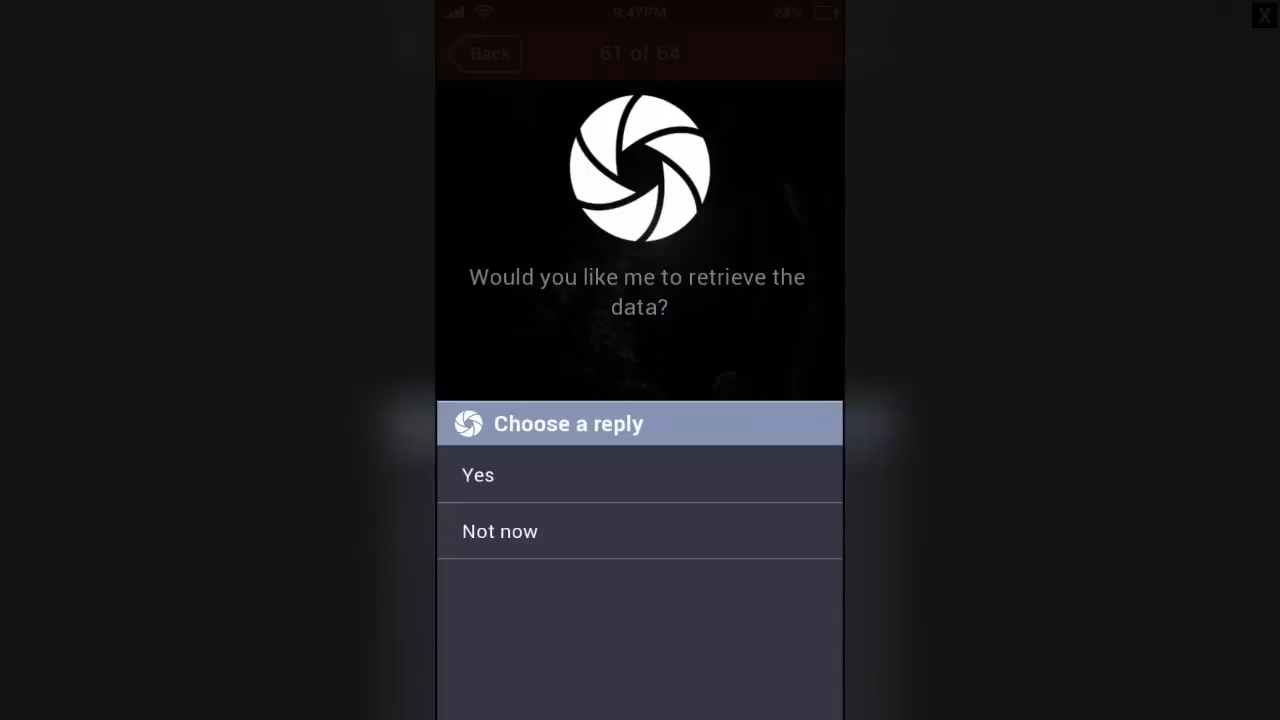 8:47PM
23%
X
Back
61 of 64
Would you like me to retrieve the
data?
Choose a reply
Yes
Not now